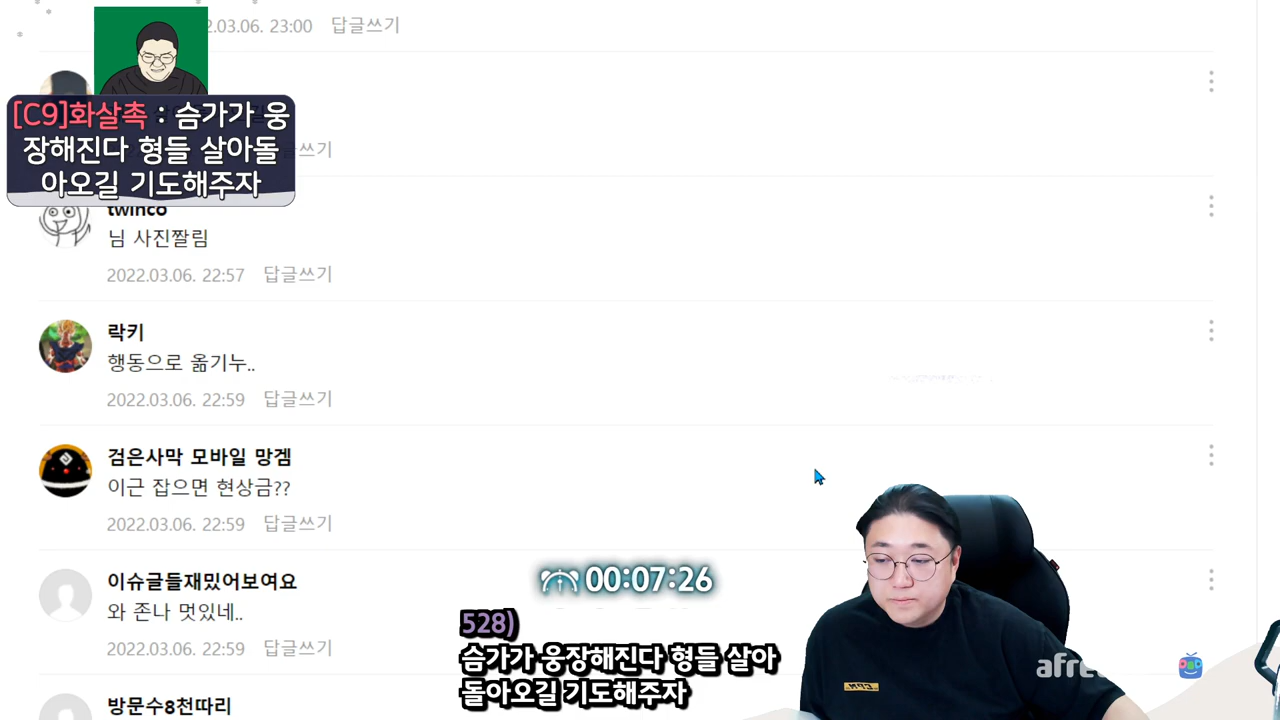 2.03.06. 23:00 답글쓰기
[C9]화살촉 : 슴가가 웅
장해진다 형들 살아돌
아오길 기도해주자
글쓰기
twinco
님 사진짤림
2022.03.06. 22:57 답글쓰기
락키
행동으로 옮기누..
2022.03.06. 22:59 답글쓰기
검은사막 모바일 망겜
이근 잡으면 현상금??
2022.03.06. 22:59 답글쓰기
이슈글들재밌어보여요
와 존나 멋있네..
2022.03.06. 22:59 답글쓰기
방문수8천따리
00:07:26
528)
슴가가 웅장해진다 형들 살아
돌아오길 기도해주자
afre